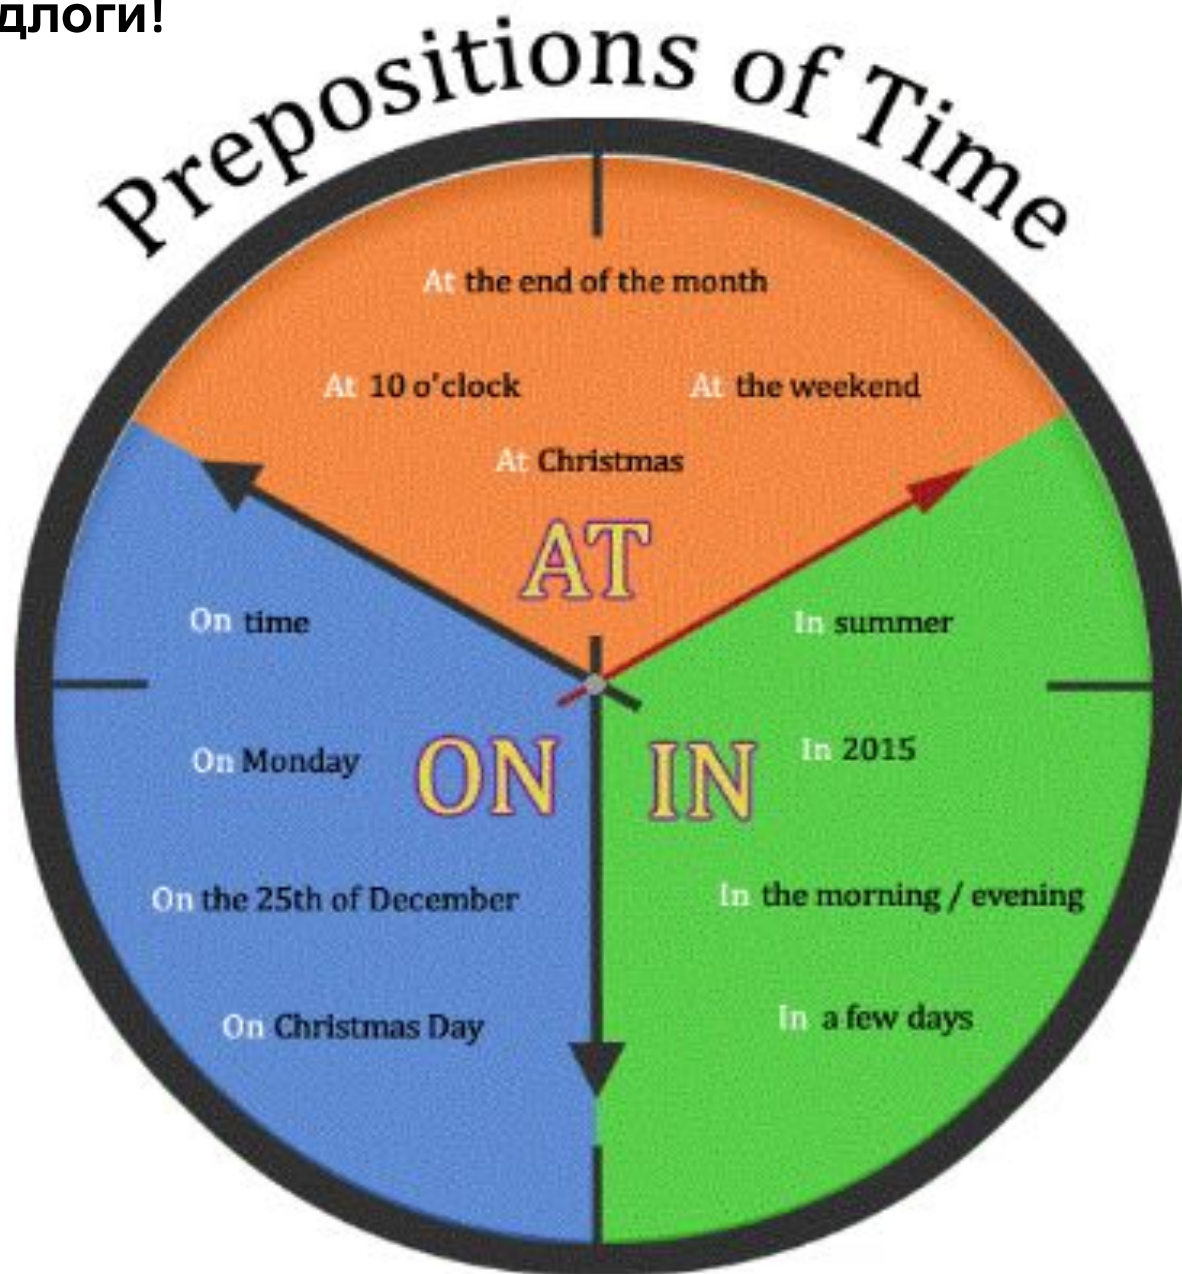 длоги!
Prepositions of Time
At the end of the month
At 10 o'clock
At the weekend
At Christmas
AT
On time
On Monday
ON
On the 25th of December
On Christmas Day
In summer
IN
In 2015
In the morning / evening
In a few days